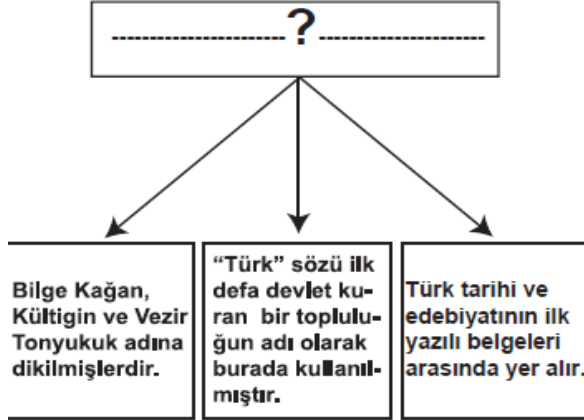 ----------------------?---------------------
Bilge Kağan,
Kültigin ve Vezir
Tonyukuk adına
dikilmişlerdir.
“Türk” sözü ilk
defa devlet ku-
ran bir toplulu-
ğun adı olarak
burada kullanıl-
mıştır.
Türk tarihi ve
edebiyatının ilk
yazılı belgeleri
arasında yer alır.